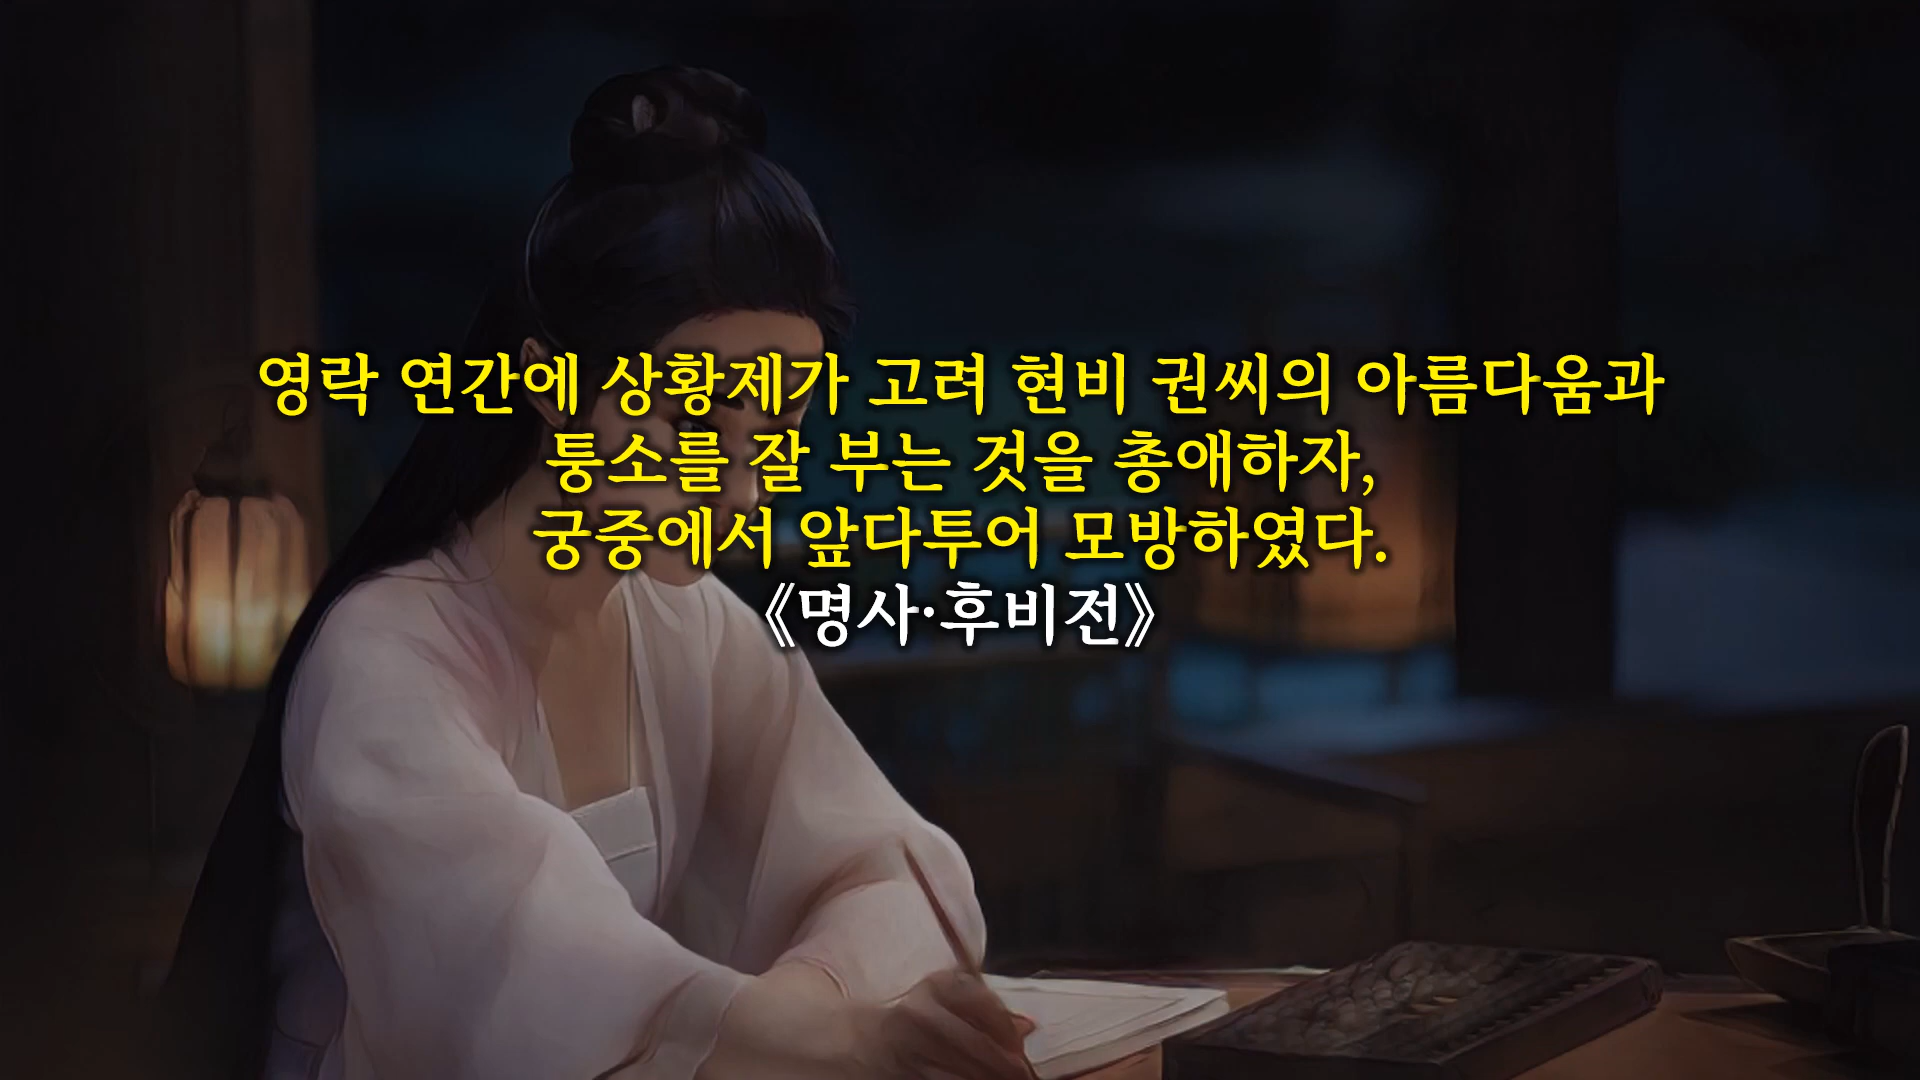 영락 연간에 상황제가 고려 현비 권씨의 아름다움과
퉁소를 잘 부는 것을 총애하자,
궁중에서 앞다투어 모방하였다.
《명사·후비전》